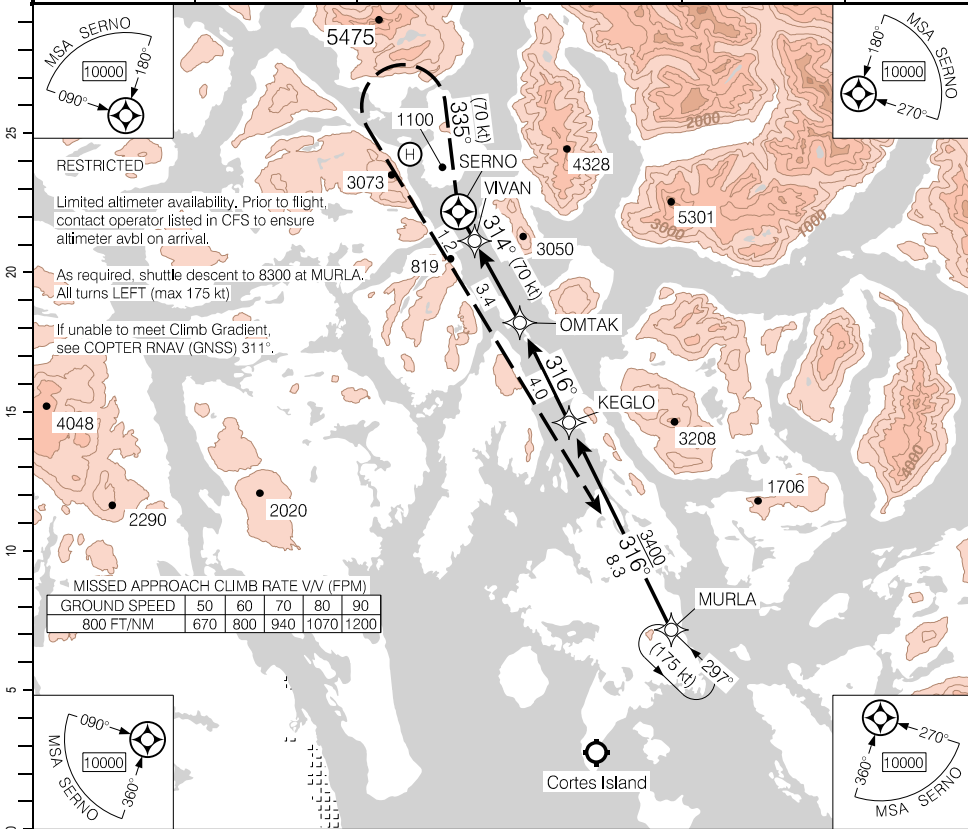 MSA SERNO
10000
180°
090°
5475
MSA SERNO
10000
180°
270°
25
1100
335°
(70 kt)
2000
H
SERNO
4328
RESTRICTED
3073
VIVAN
Limited altimeter availability. Prior to flight,
contact operator listed in CFS to ensure
altimeter avbl on arrival.
5301
3000
1000
1.2
314° (70 kt)
3050
20
819
As required, shuttle descent to 8300 at MURLA.
All turns LEFT (max 175 kt)
3.4
OMTAK
If unable to meet Climb Gradient,
see COPTER RNAV (GNSS) 311°.
316°
4.0
KEGLO
15
4048
3208
4000
2290
2020
1706
10
3400
316°
8.3
MISSED APPROACH CLIMB RATE V/V (FPM)
GROUND SPEED 50 60 70 80 90
800 FT/NM 670 800 940 1070 1200
MURLA
(175 kt)
297°
5
090°
10000
360°
MSA SERNO
Cortes Island
270°
10000
360°
MSA SERNO
0